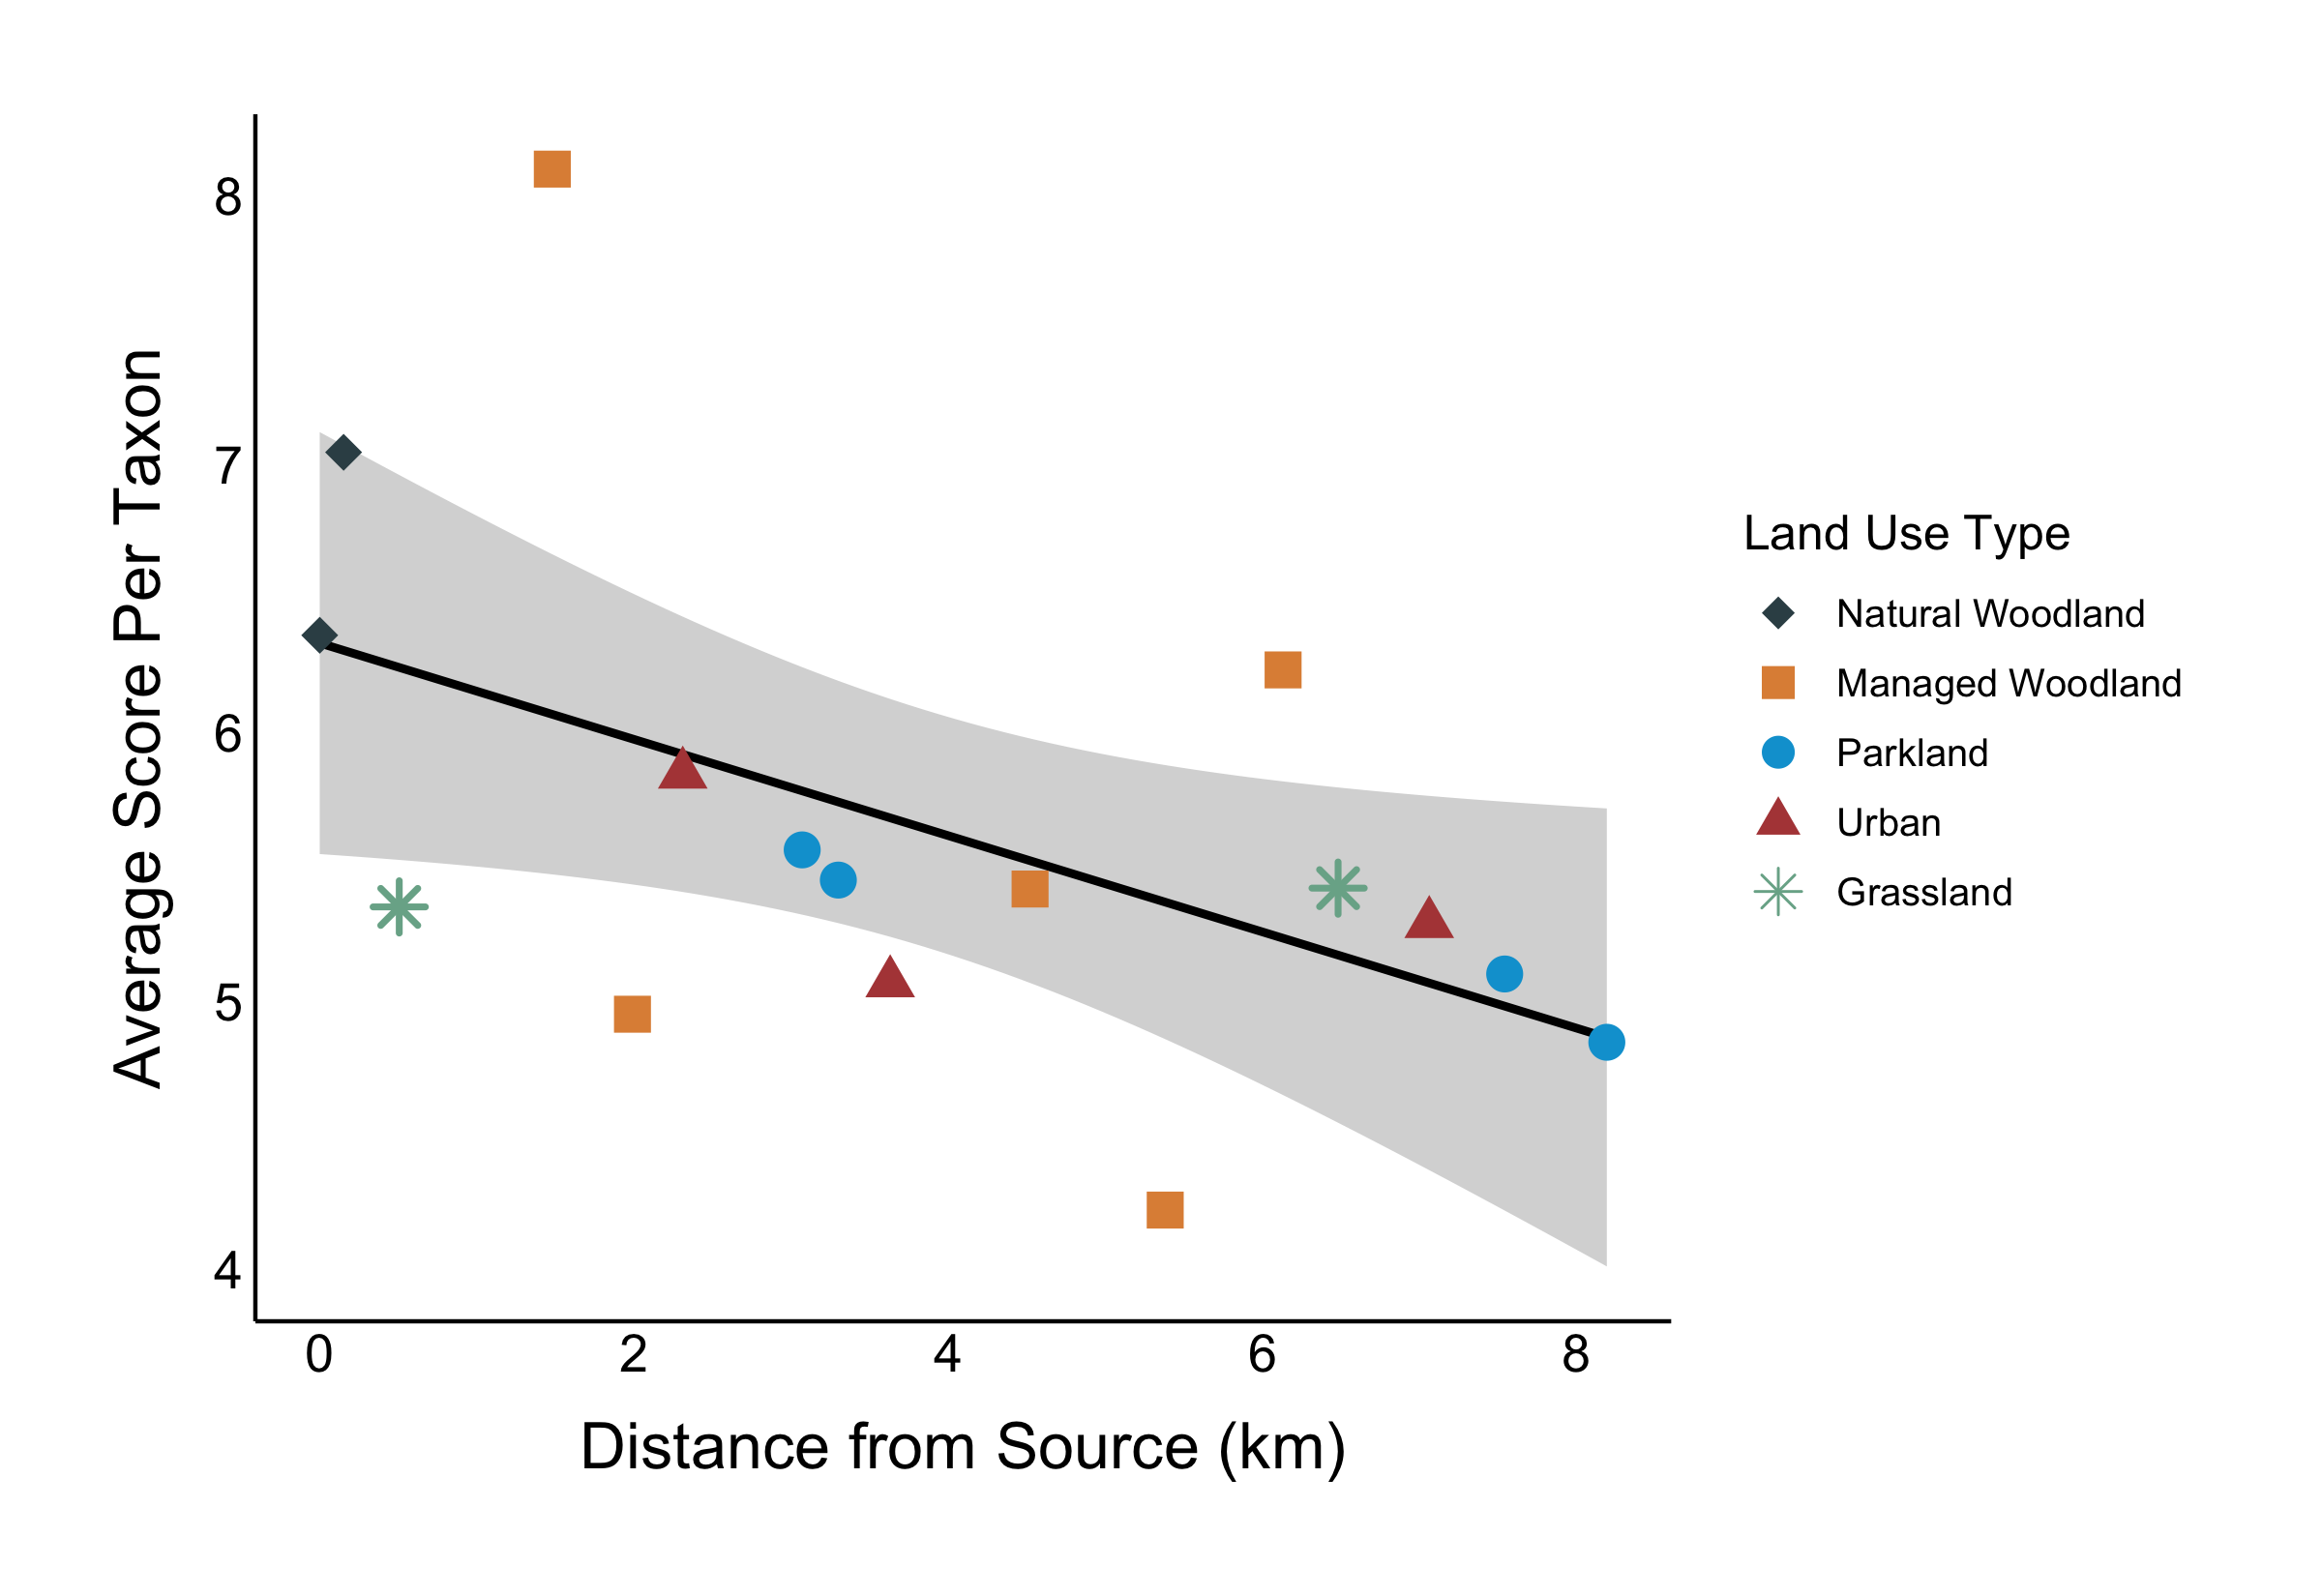 Average Score Per Taxon
8
7
6
5
4
0 2 4 6 8
Distance from Source (km)
Land Use Type
Natural Woodland
Managed Woodland
Parkland
Urban
Grassland